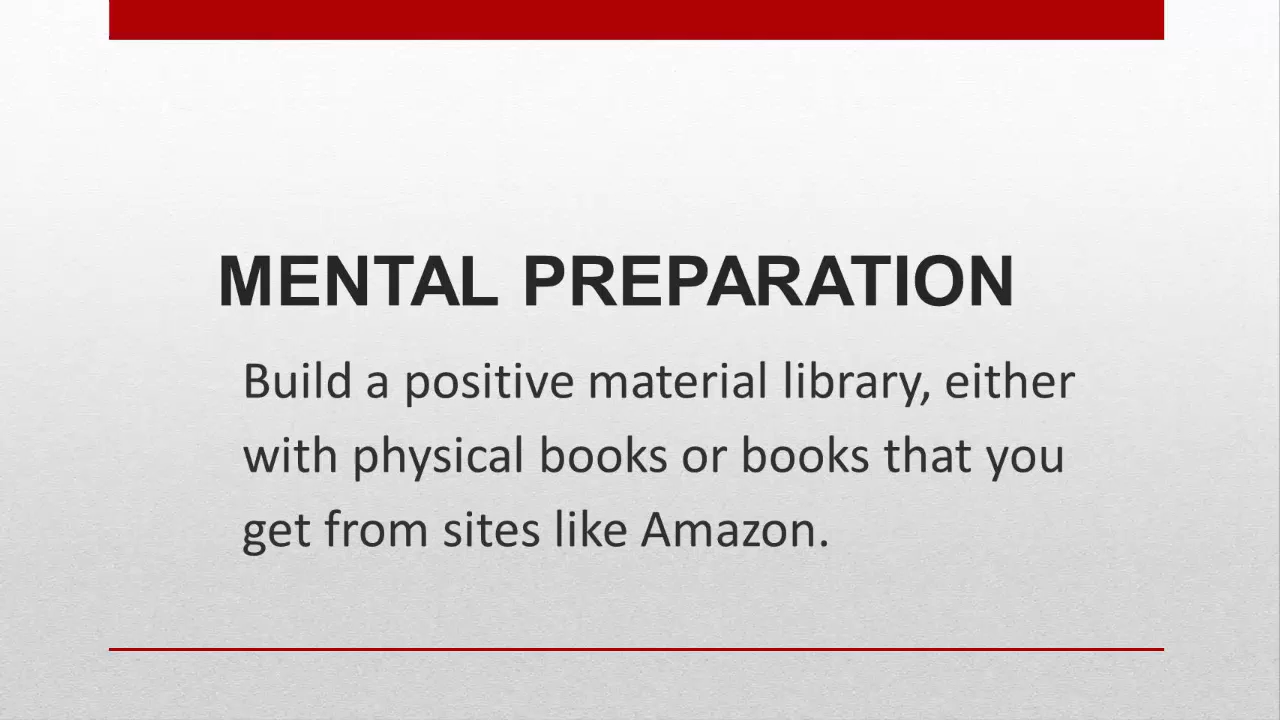 MENTAL PREPARATION
Build a positive material library, either
with physical books or books that you
get from sites like Amazon.